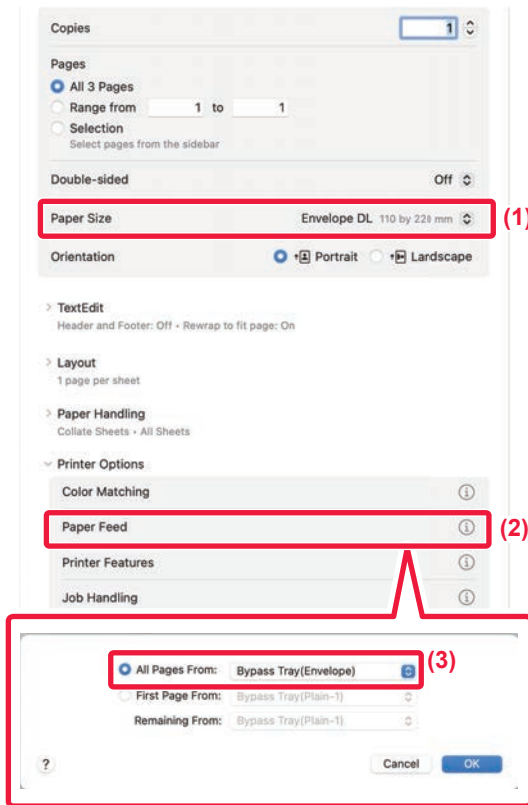 Copies 1
Pages
All 3 Pages
Range from 1 to 1
Selection
Select pages from the sidebar
Double-sided Off
Paper Size Envelope DL 110 by 220 mm (1)
Orientation Portrait Landscape
TextEdit
Header and Footer: Off • Rewrap to fit page: On
Layout
1 page per sheet
Paper Handling
Collate Sheets • All Sheets
Printer Options
Color Matching
Paper Feed (2)
Printer Features
Job Handling
All Pages From: Bypass Tray(Envelope) (3)
First Page From: Bypass Tray(Plain-1)
Remaining From: Bypass Tray(Plain-1)
? Cancel OK